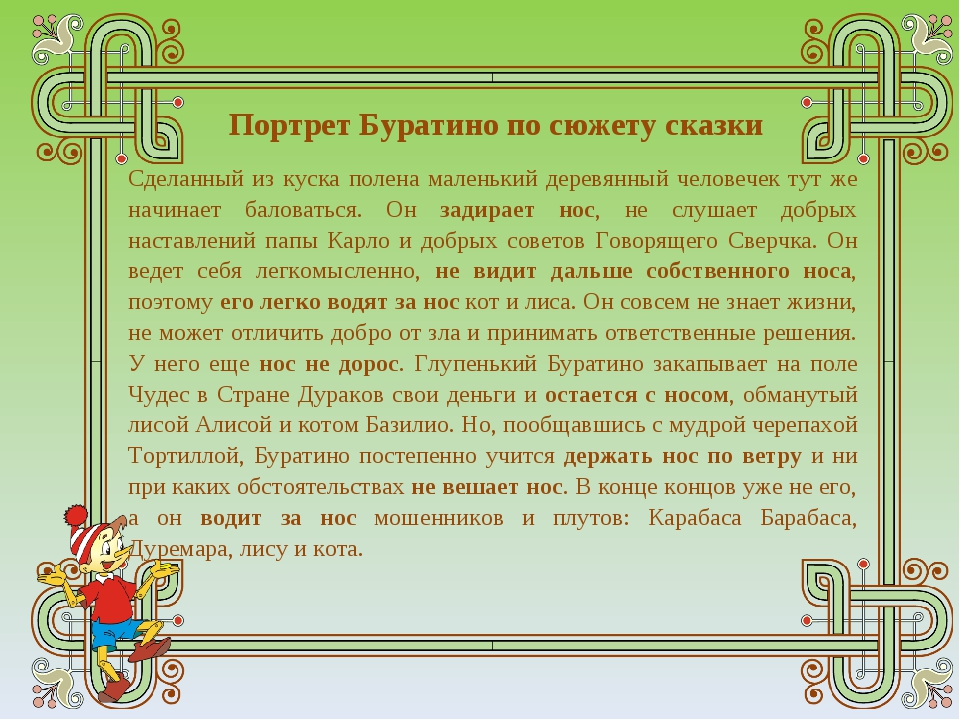 Портрет Буратино по сюжету сказки
Сделанный из куска полена маленький деревянный человечек тут же
начинает баловаться. Он задирает нос, не слушает добрых
наставлений папы Карло и добрых советов Говорящего Сверчка. Он
ведет себя легкомысленно, не видит дальше собственного носа,
поэтому его легко водят за нос кот и лиса. Он совсем не знает жизни,
не может отличить добро от зла и принимать ответственные решения.
У него еще нос не дорос. Глупенький Буратино закапывает на поле
Чудес в Стране Дураков свои деньги и остается с носом, обманутый
лисой Алисой и котом Базилио. Но, пообщавшись с мудрой черепахой
Тортиллой, Буратино постепенно учится держать нос по ветру и ни
при каких обстоятельствах не вешает нос. В конце концов уже не его,
а он водит за нос мошенников и плутов: Карабаса Барабаса,
Дуремара, лису и кота.